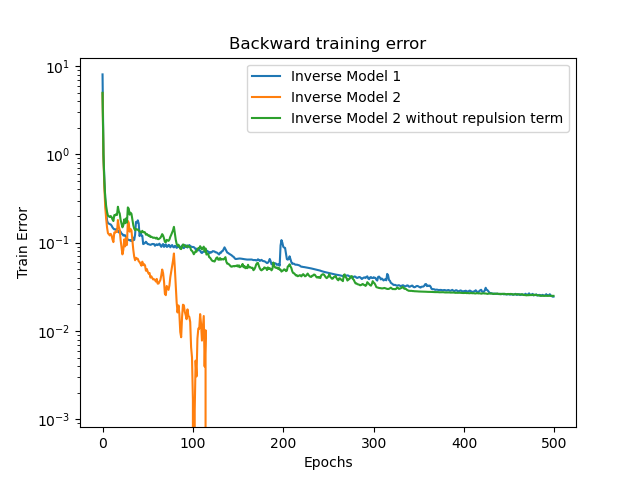 Backward training error
Inverse Model 1
Inverse Model 2
Inverse Model 2 without repulsion term
Train Error
10¹
10⁰
10⁻¹
10⁻²
10⁻³
0 100 200 300 400 500
Epochs